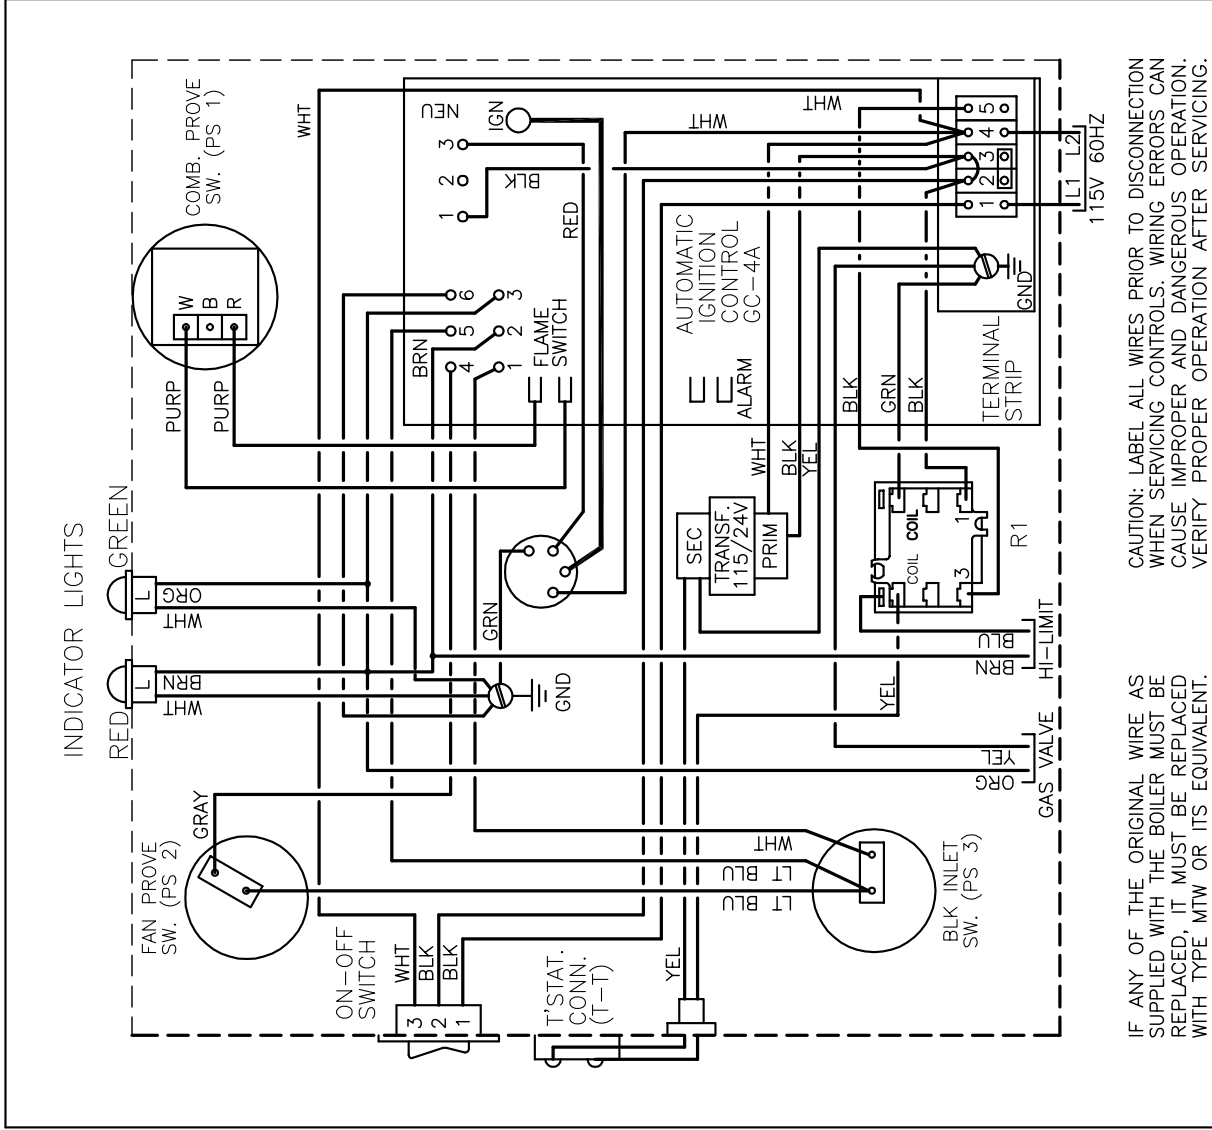 INDICATOR LIGHTS
RED
GREEN
L
L
WHT
BRN
WHT
ORG
FAN PROVE
SW. (PS 2)
GRAY
COMB. PROVE
SW. (PS 1)
W
B
R
PURP
PURP
WHT
ON-OFF
SWITCH
WHT
BLK
BLK
3
2
1
T'STAT.
CONN.
(T-T)
YEL
GND
GRN
BRN
6
5
4
3
2
1
FLAME
SWITCH
NEU
3
2
1
IGN
BLK
RED
WHT
WHT
AUTOMATIC
IGNITION
CONTROL
GC-4A
ALARM
SEC
TRANSF.
115/24V
PRIM
WHT
BLK
YEL
BLK
GRN
BLK
TERMINAL
STRIP
GND
1
2
3
4
5
L1
L2
115V 60HZ
COIL
COIL
1
3
R1
YEL
BLU
BRN
HI-LIMIT
YEL
ORG
GAS VALVE
WHT
LT BLU
LT BLU
BLK INLET
SW. (PS 3)
IF ANY OF THE ORIGINAL WIRE AS
SUPPLIED WITH THE BOILER MUST BE
REPLACED, IT MUST BE REPLACED
WITH TYPE MTW OR ITS EQUIVALENT.
CAUTION: LABEL ALL WIRES PRIOR TO DISCONNECTION
WHEN SERVICING CONTROLS. WIRING ERRORS CAN
CAUSE IMPROPER AND DANGEROUS OPERATION.
VERIFY PROPER OPERATION AFTER SERVICING.